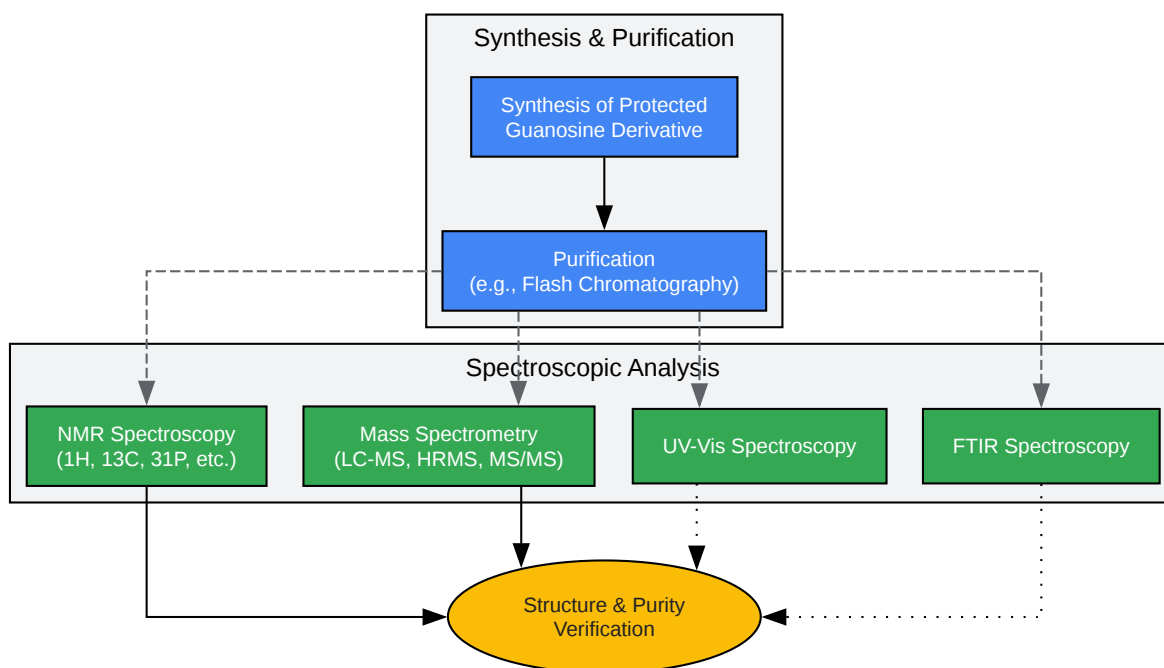 Synthesis & Purification
Synthesis of Protected
Guanosine Derivative
Purification
(e.g., Flash Chromatography)
Spectroscopic Analysis
NMR Spectroscopy
(1H, 13C, 31P, etc.)
Mass Spectrometry
(LC-MS, HRMS, MS/MS)
UV-Vis Spectroscopy
FTIR Spectroscopy
Structure & Purity
Verification